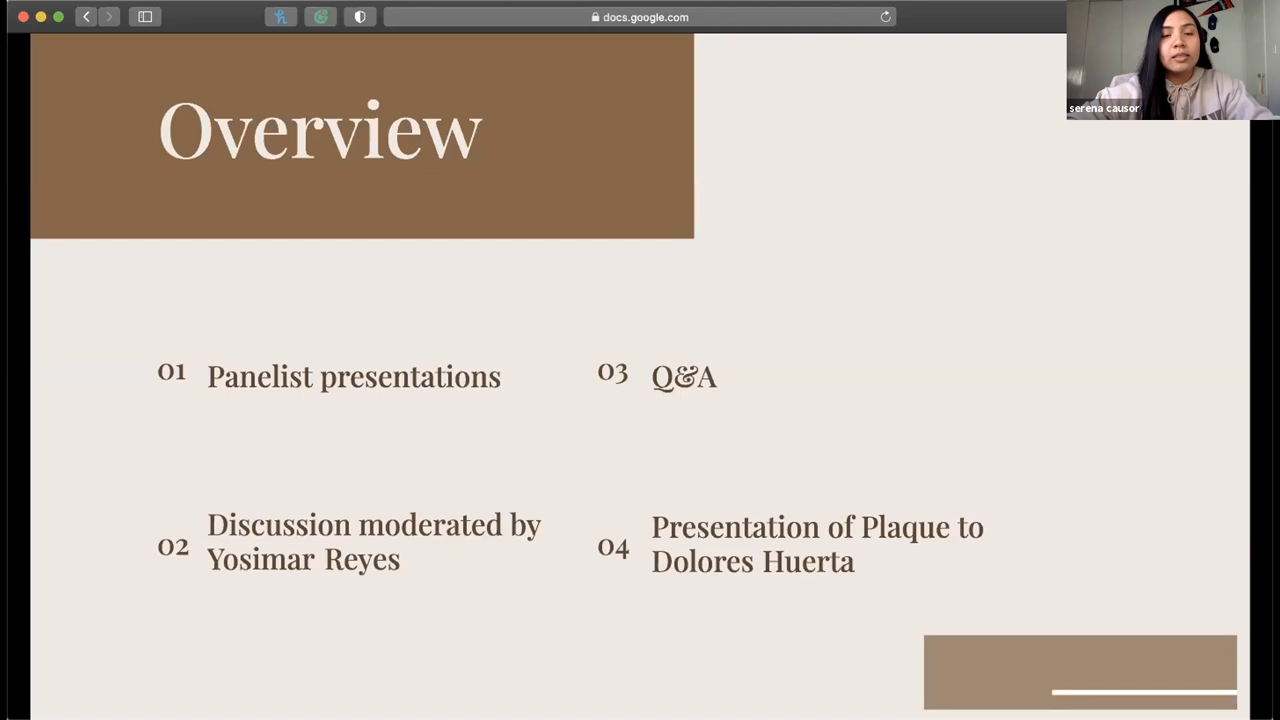 docs.google.com
serena causor
Overview
01 Panelist presentations
02 Discussion moderated by
Yosimar Reyes
03 Q&A
04 Presentation of Plaque to
Dolores Huerta